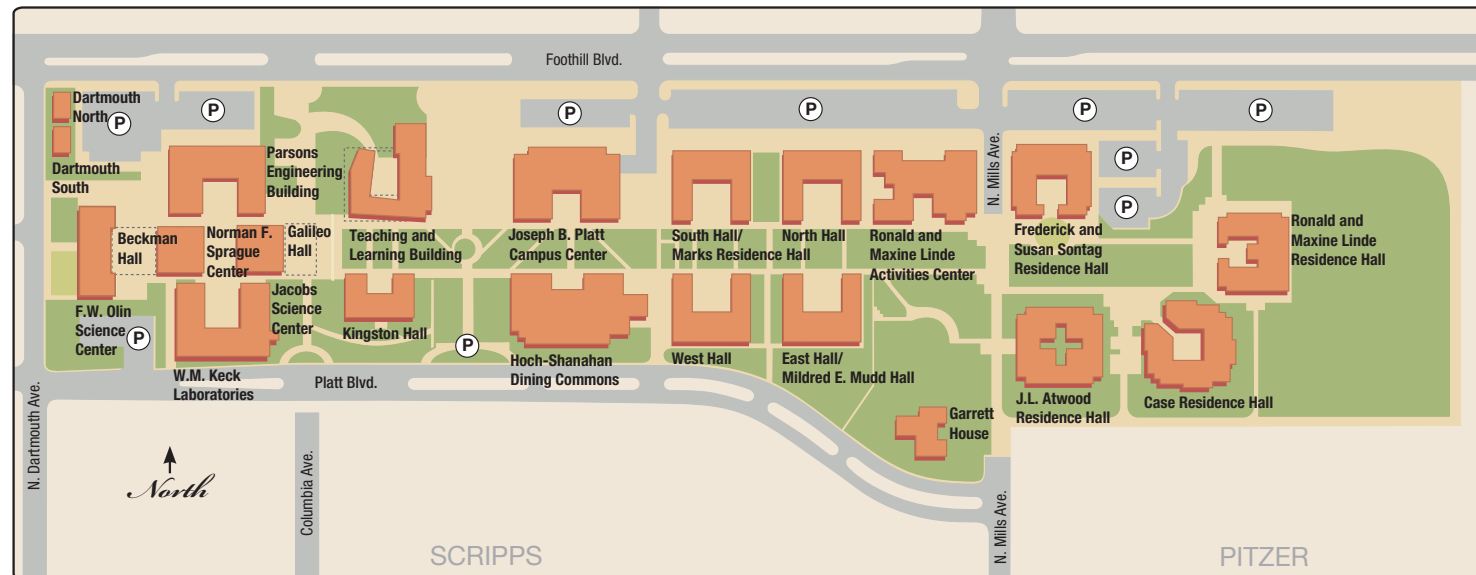 Foothill Blvd.
Dartmouth
North
P
P
P
P
P
P
Dartmouth
South
Parsons
Engineering
Building
N. Mills Ave.
P
P
Beckman
Hall
Norman F.
Sprague
Center
Galileo
Hall
Teaching and
Learning Building
Joseph B. Platt
Campus Center
South Hall/
Marks Residence Hall
North Hall
Ronald and
Maxine Linde
Activities Center
Frederick and
Susan Sontag
Residence Hall
Ronald and
Maxine Linde
Residence Hall
F.W. Olin
Science
Center
P
Jacobs
Science
Center
Kingston Hall
P
W.M. Keck
Laboratories
Platt Blvd.
Hoch-Shanahan
Dining Commons
West Hall
East Hall/
Mildred E. Mudd Hall
J.L. Atwood
Residence Hall
Case Residence Hall
Garrett
House
N. Dartmouth Ave.
North
Columbia Ave.
N. Mills Ave.
SCRIPPS
PITZER